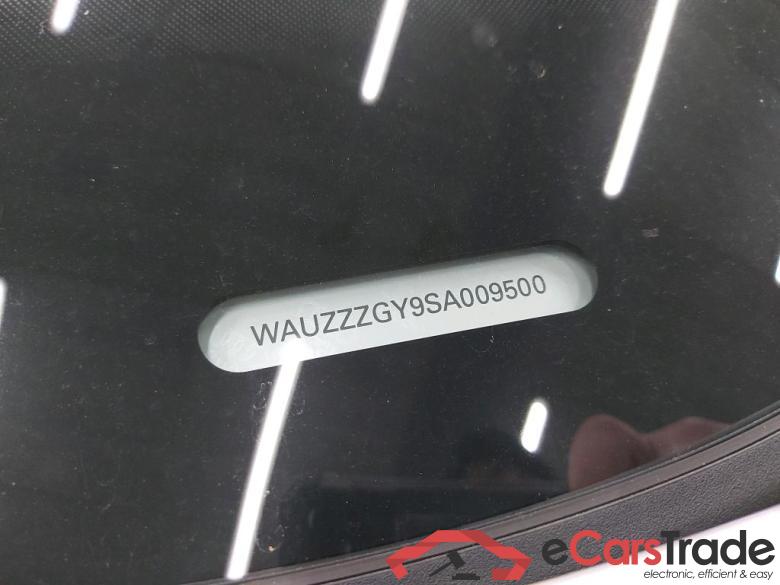 WAUZZZGY9SA009500
eCarsTrade
electronic, efficient & easy